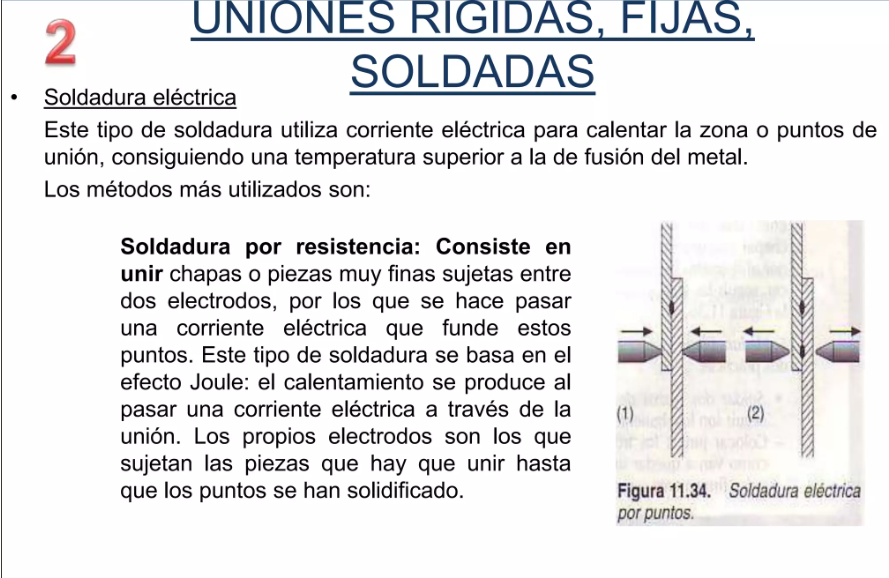 2
UNIONES RÍGIDAS, FIJAS,
SOLDADAS
• Soldadura eléctrica
Este tipo de soldadura utiliza corriente eléctrica para calentar la zona o puntos de
unión, consiguiendo una temperatura superior a la de fusión del metal.
Los métodos más utilizados son:
Soldadura por resistencia: Consiste en
unir chapas o piezas muy finas sujetas entre
dos electrodos, por los que se hace pasar
una corriente eléctrica que funde estos
puntos. Este tipo de soldadura se basa en el
efecto Joule: el calentamiento se produce al
pasar una corriente eléctrica a través de la
unión. Los propios electrodos son los que
sujetan las piezas que hay que unir hasta
que los puntos se han solidificado.
(1) (2)
Figura 11.34. Soldadura eléctrica
por puntos.